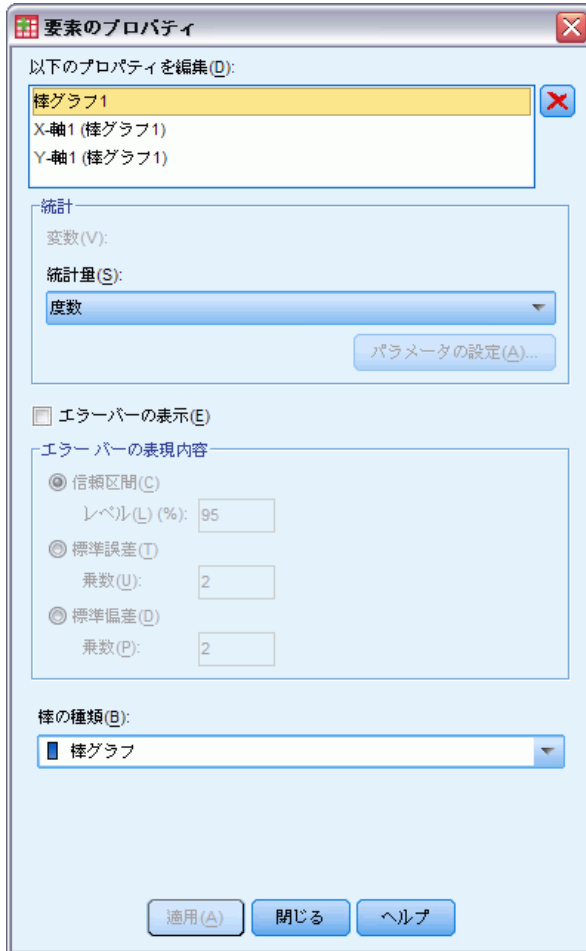 要素のプロパティ
以下のプロパティを編集(D):
棒グラフ1
X-軸1 (棒グラフ1)
Y-軸1 (棒グラフ1)
統計
変数(V):
統計量(S):
度数
パラメータの設定(A)...
エラーバーの表示(E)
エラー バーの表現内容
信頼区間(C)
レベル(L) (%): 95
標準誤差(T)
乗数(U): 2
標準偏差(D)
乗数(P): 2
棒の種類(B):
棒グラフ
適用(A) 閉じる ヘルプ